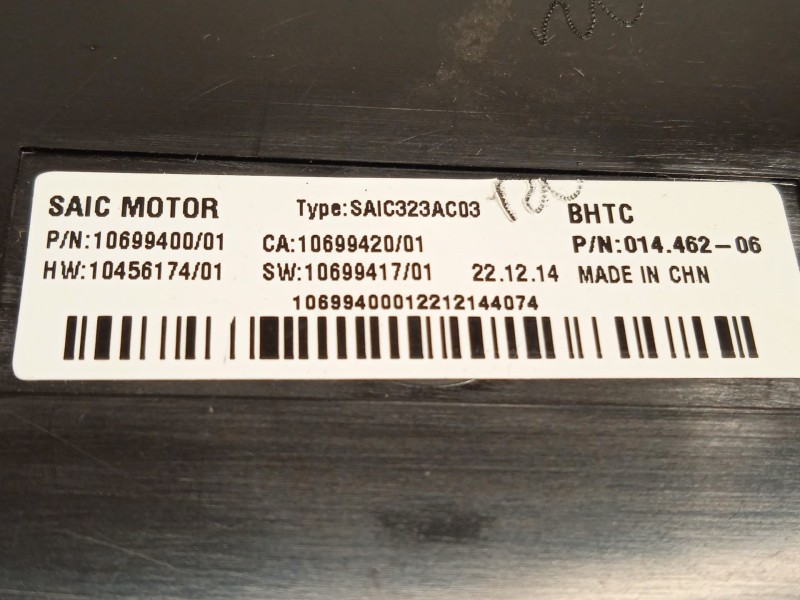 SAIC MOTOR Type:SAIC323AC03 BHTC
P/N:10699400/01 CA:10699420/01 P/N:014.462-06
HW:10456174/01 SW:10699417/01 22.12.14 MADE IN CHN
10699400012212144074